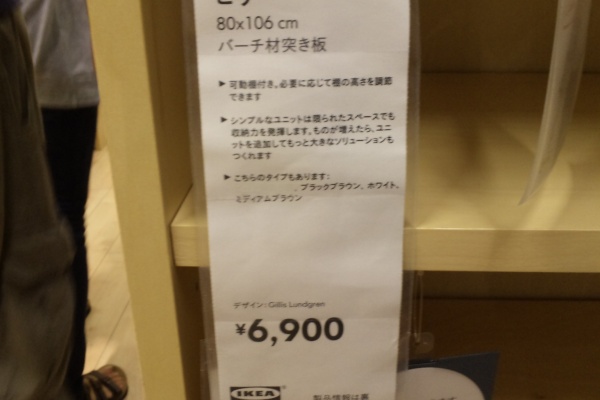 80x106 cm
バーチ材突き板
▶ 可動棚付き。必要に応じて棚の高さを調節
できます
▶ シンプルなユニットは限られたスペースでも
収納力を発揮します。ものが増えたら、ユニ
ットを追加してもっと大きなソリューションも
つくれます
▶ こちらのタイプもあります:
、ブラックブラウン、ホワイト、
ミディアムブラウン
デザイン: Gillis Lundgren
¥6,900
IKEA®
製品情報は裏